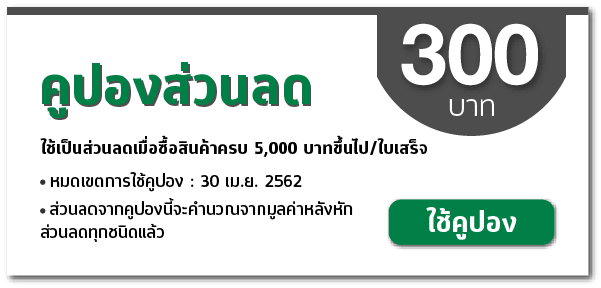 300
บาท
คูปองส่วนลด
ใช้เป็นส่วนลดเมื่อซื้อสินค้าครบ 5,000 บาทขึ้นไป/ใบเสร็จ
• หมดเขตการใช้คูปอง : 30 เม.ย. 2562
• ส่วนลดจากคูปองนี้จะคำนวณจากมูลค่าหลังหัก
ส่วนลดทุกชนิดแล้ว
ใช้คูปอง